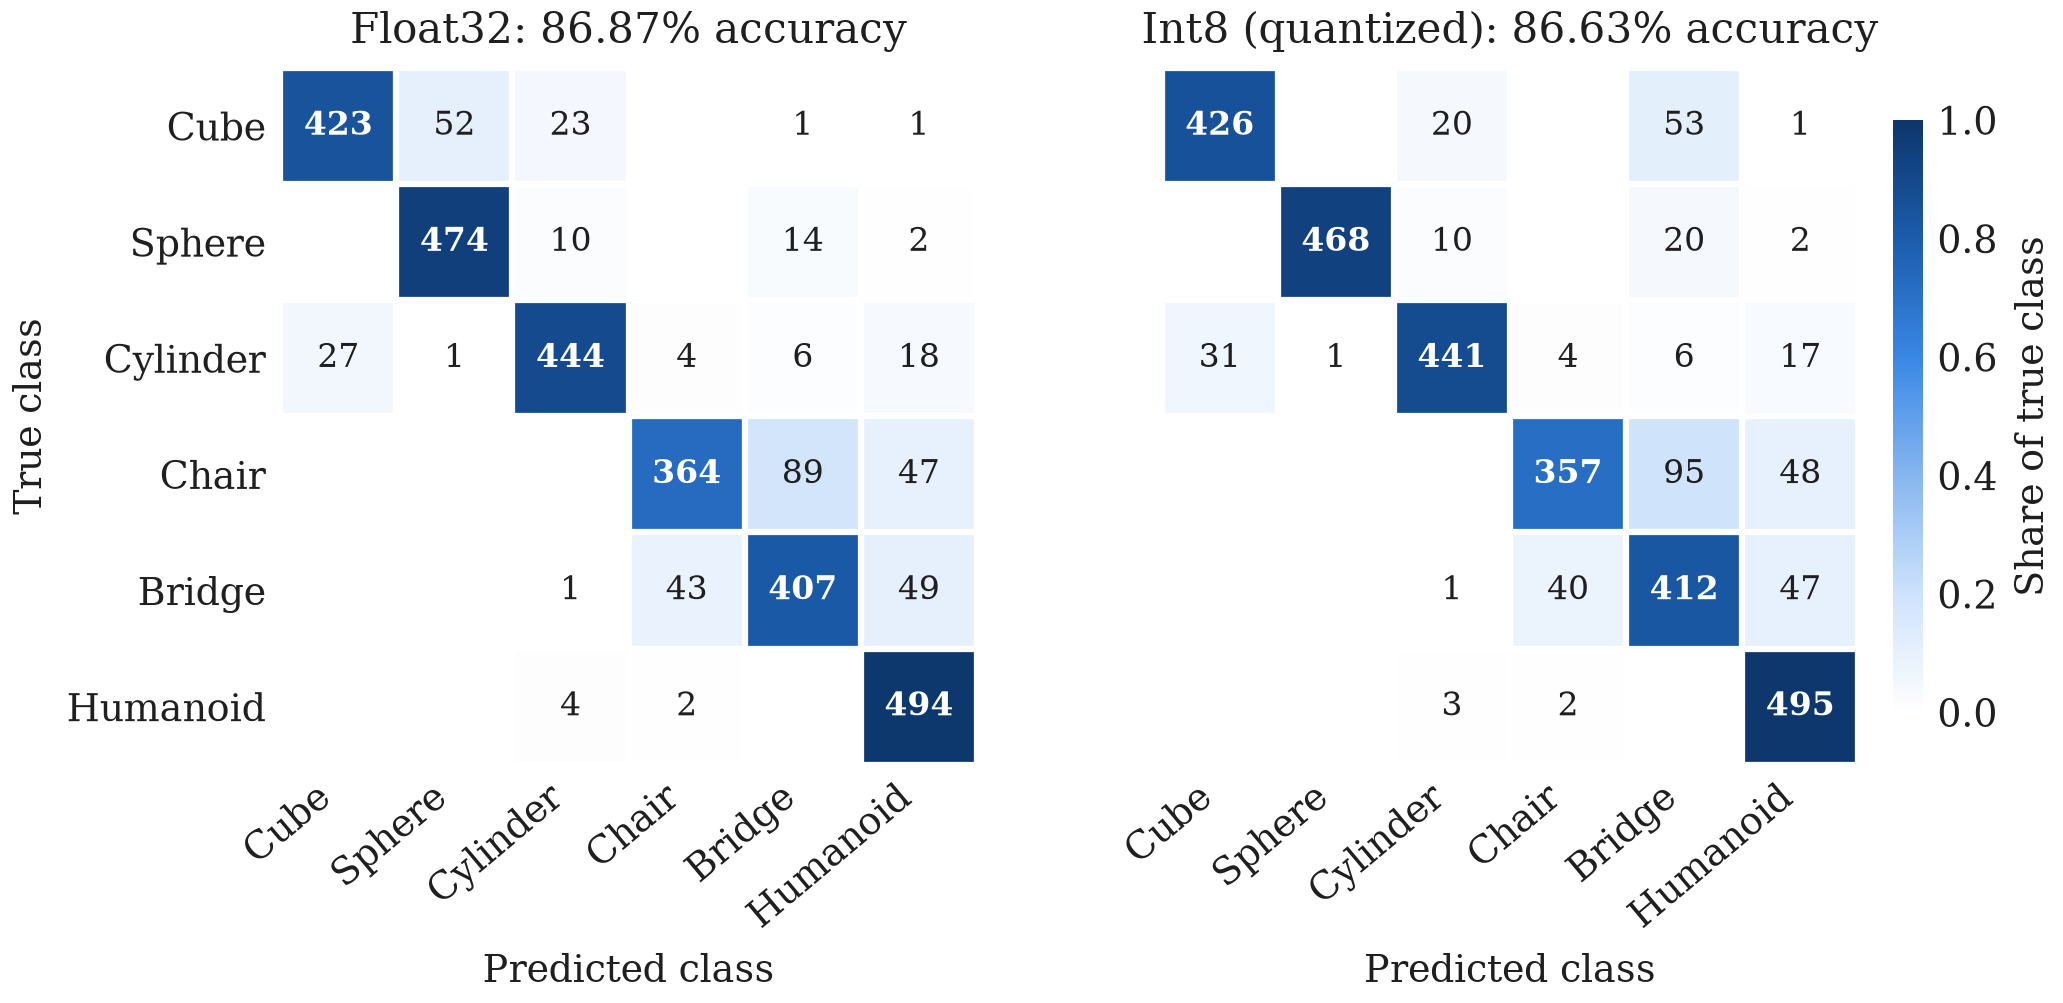 Float32: 86.87% accuracy
Int8 (quantized): 86.63% accuracy
True class
Cube 423 52 23 1 1
Sphere 474 10 14 2
Cylinder 27 1 444 4 6 18
Chair 364 89 47
Bridge 1 43 407 49
Humanoid 4 2 494
Cube Sphere Cylinder Chair Bridge Humanoid
Predicted class
426 20 53 1
468 10 20 2
31 1 441 4 6 17
357 95 48
1 40 412 47
3 2 495
Cube Sphere Cylinder Chair Bridge Humanoid
Predicted class
1.0
0.8
0.6
0.4
0.2
0.0
Share of true class